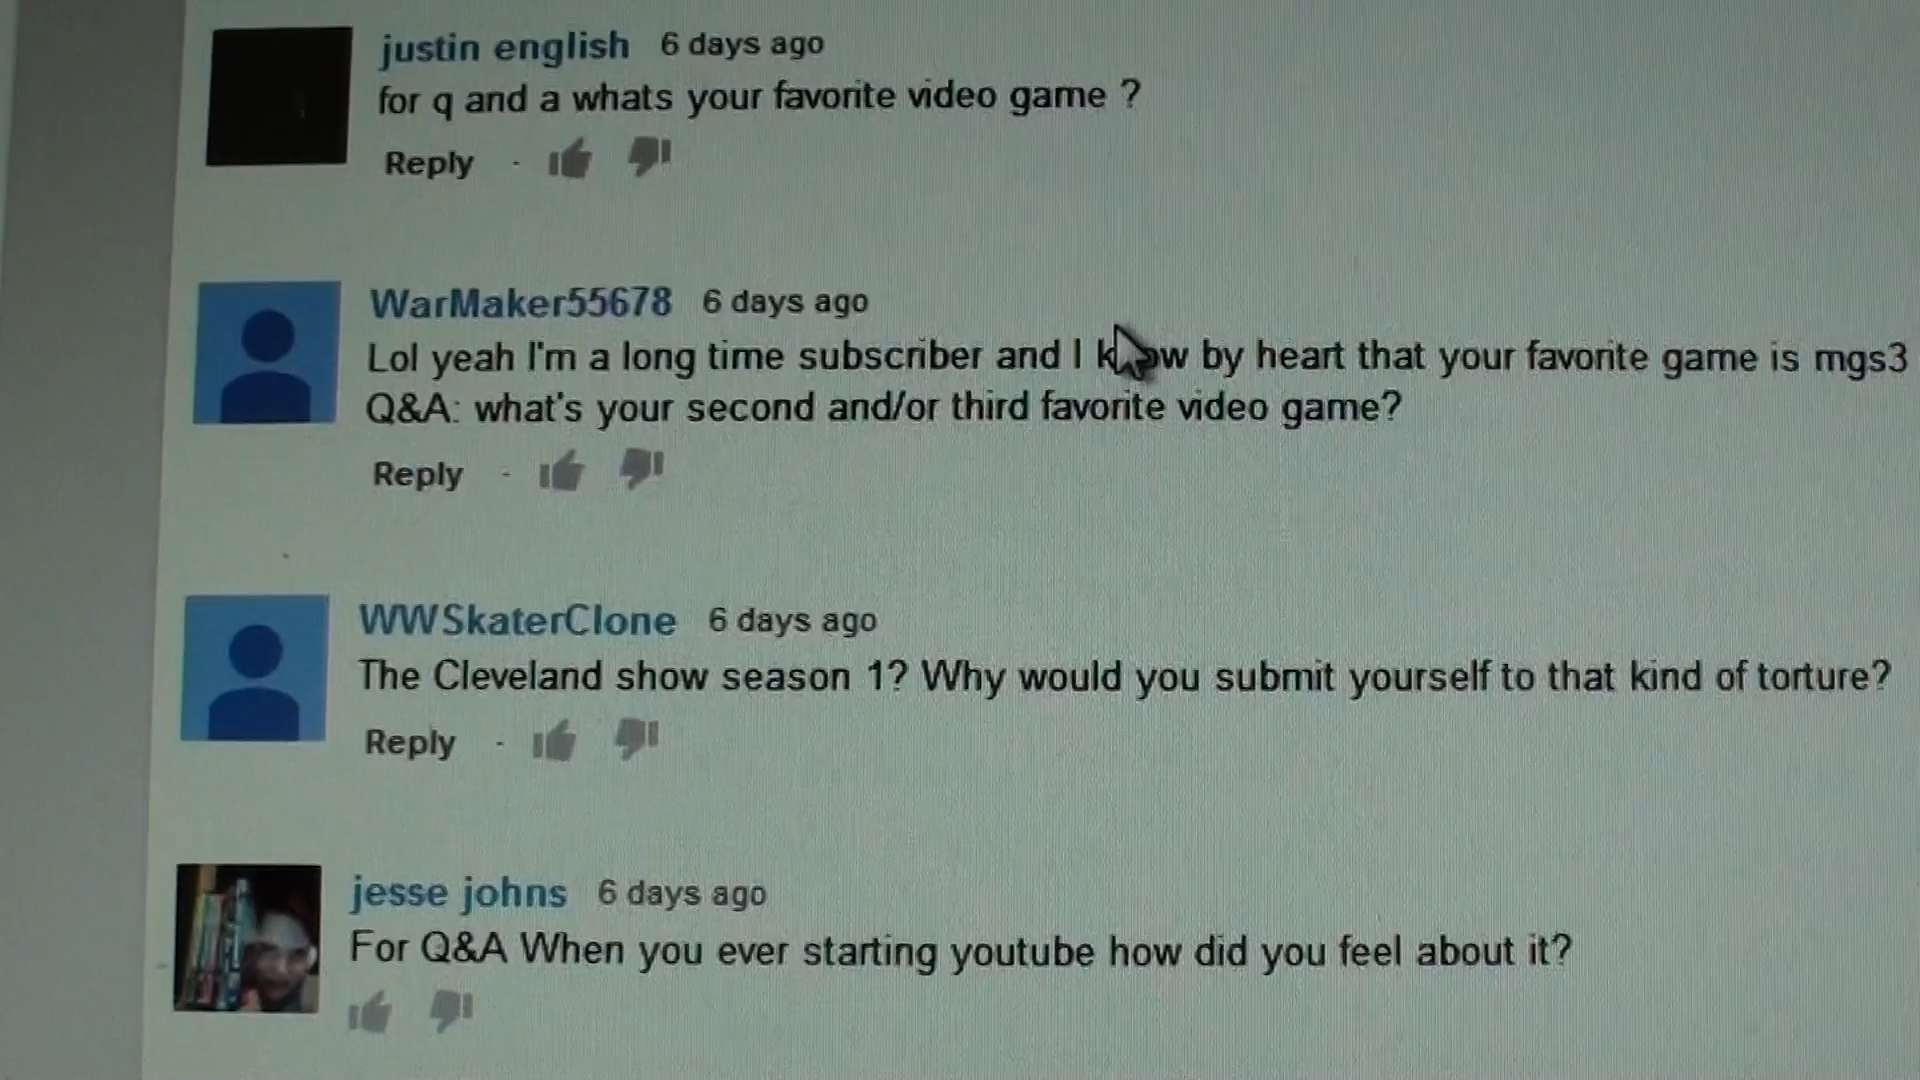 justin english 6 days ago
for q and a whats your favorite video game ?
Reply
WarMaker55678 6 days ago
Lol yeah I'm a long time subscriber and I know by heart that your favorite game is mgs3
Q&A: what's your second and/or third favorite video game?
Reply
WWSkaterClone 6 days ago
The Cleveland show season 1? Why would you submit yourself to that kind of torture?
Reply
jesse johns 6 days ago
For Q&A When you ever starting youtube how did you feel about it?